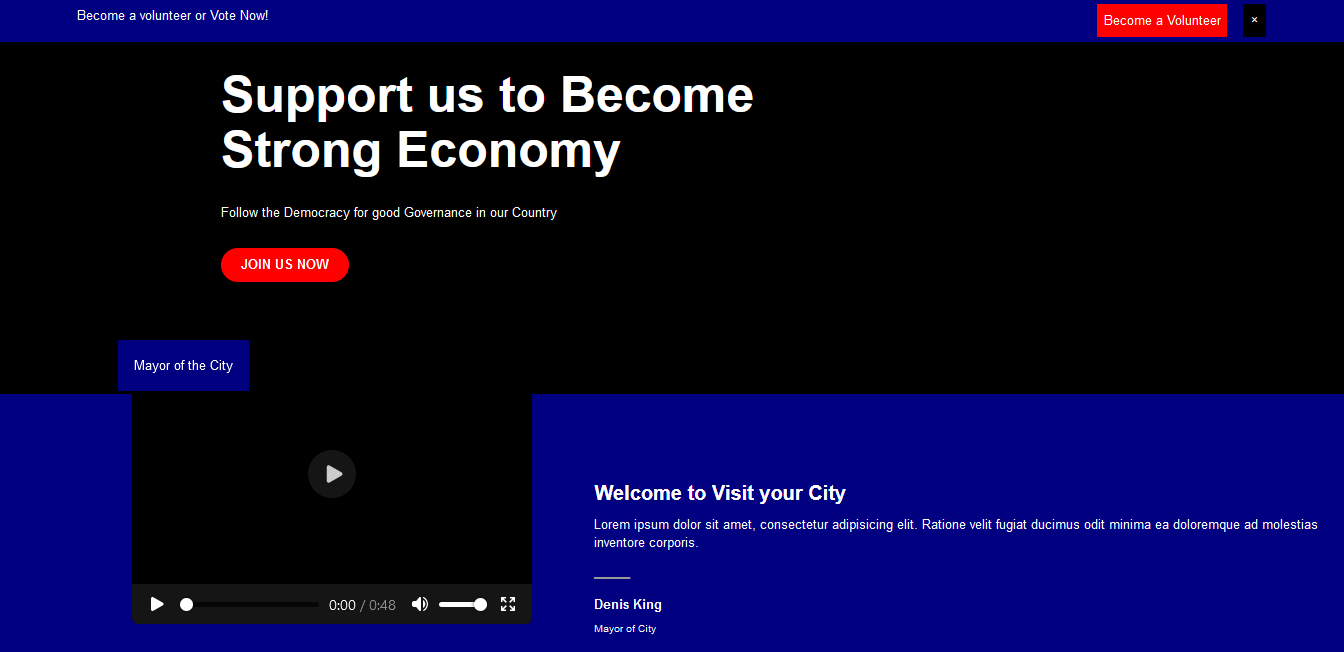 Become a volunteer or Vote Now!
Become a Volunteer
×
Support us to Become
Strong Economy
Follow the Democracy for good Governance in our Country
JOIN US NOW
Mayor of the City
Welcome to Visit your City
Lorem ipsum dolor sit amet, consectetur adipisicing elit. Ratione velit fugiat ducimus odit minima ea doloremque ad molestias
inventore corporis.
Denis King
Mayor of City
0:00 / 0:48